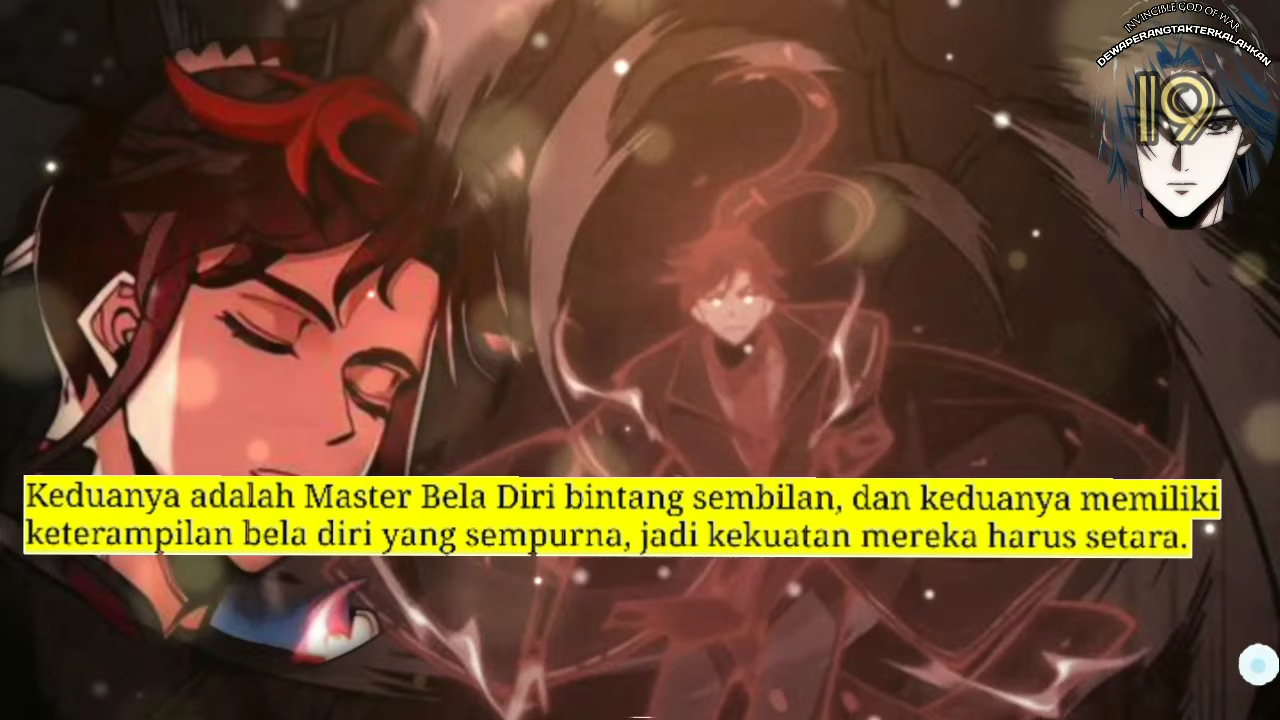 INVINCIBLE GOD OF WAR
DEWAPERANGTAKTERKALAHKAN
19
Keduanya adalah Master Bela Diri bintang sembilan, dan keduanya memiliki
keterampilan bela diri yang sempurna, jadi kekuatan mereka harus setara.